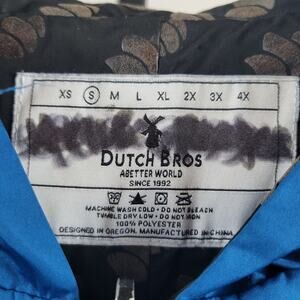 XS S M L XL 2X 3X 4X
DUTCH BROS
A BETTER WORLD
SINCE 1992
MACHINE WASH COLD • DO NOT BLEACH
TUMBLE DRY LOW • DO NOT IRON
100% POLYESTER
DESIGNED IN OREGON. MANUFACTURED IN CHINA